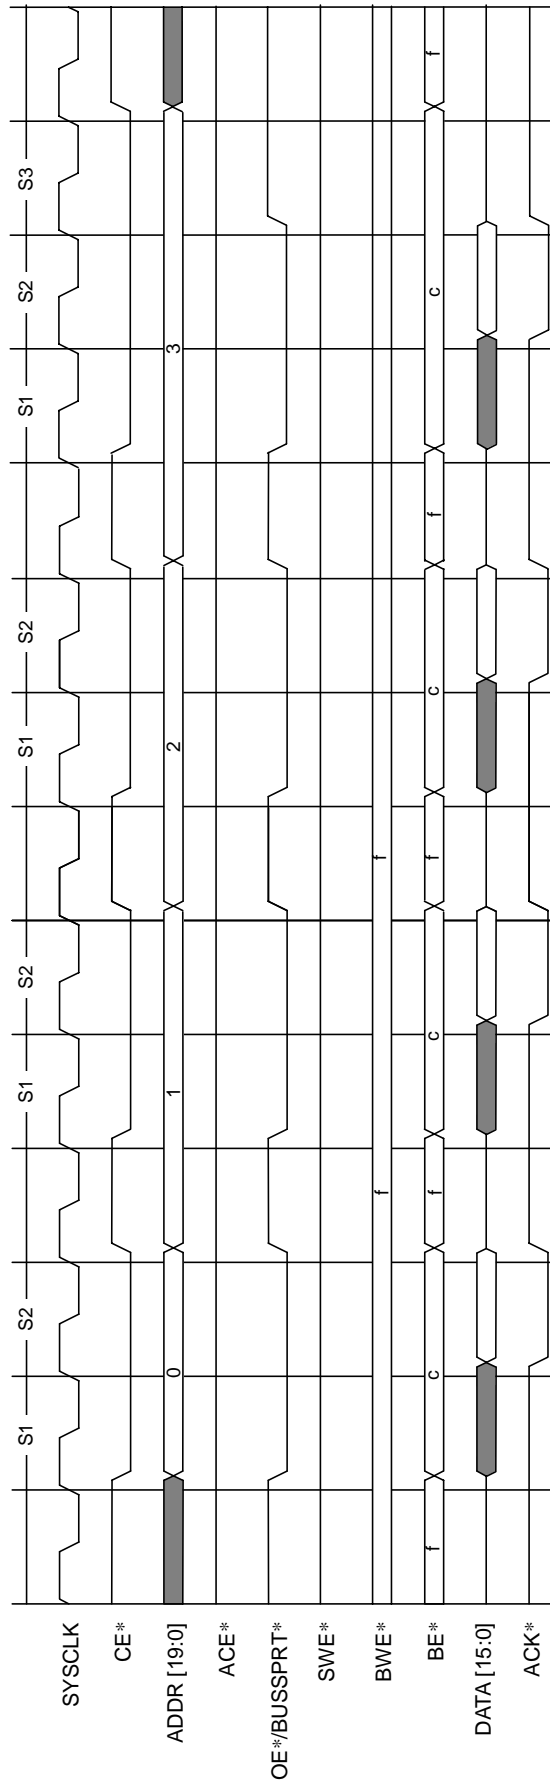 S1 S2 S1 S2 S1 S2 S1 S2 S3
SYSCLK
CE*
ADDR [19:0] 0 1 2 3
ACE*
OE*/BUSSPRT*
SWE*
BWE* f f
BE* f c f c f c f c f
DATA [15:0]
ACK*